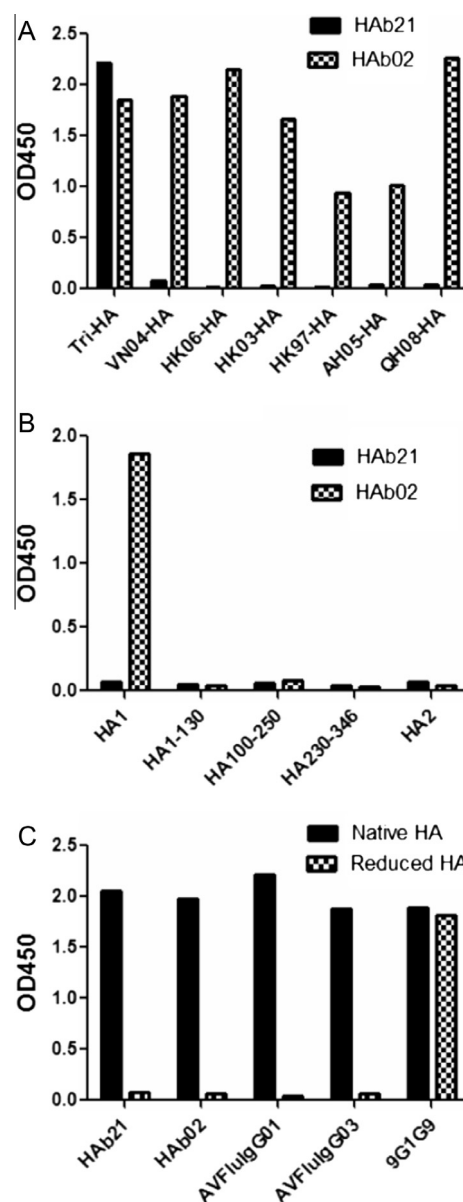 A
HAb21
HAb02
2.5
2.0
1.5
1.0
0.5
0.0
OD450
Tri-HA
VN04-HA
HK06-HA
HK03-HA
HK97-HA
AH05-HA
QH08-HA
B
HAb21
HAb02
2.0
1.5
1.0
0.5
0.0
OD450
HA1
HA1-130
HA100-250
HA230-346
HA2
C
Native HA
Reduced HA
2.5
2.0
1.5
1.0
0.5
0.0
OD450
HAb21
HAb02
AVFluIgG01
AVFluIgG03
9G1G9